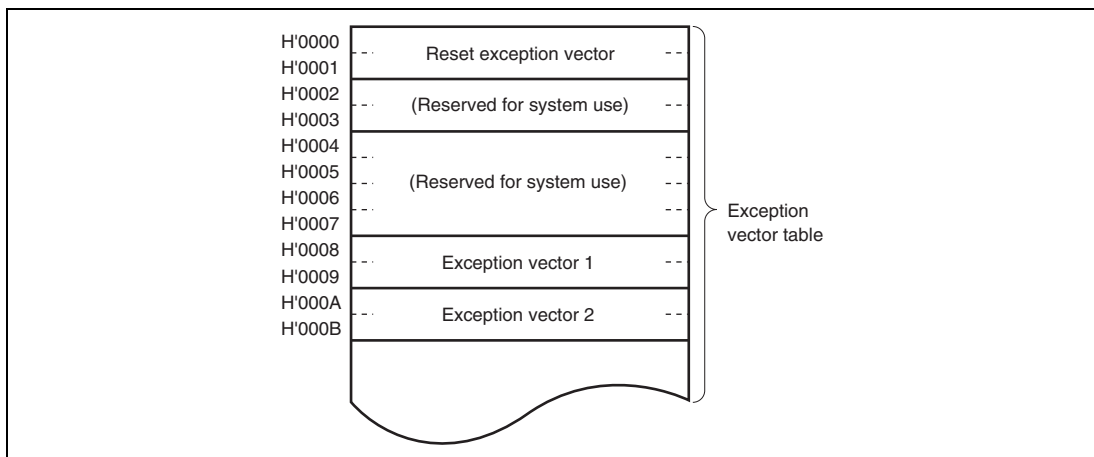 H'0000
H'0001
Reset exception vector
H'0002
H'0003
(Reserved for system use)
H'0004
H'0005
H'0006
H'0007
(Reserved for system use)
H'0008
H'0009
Exception vector 1
H'000A
H'000B
Exception vector 2
Exception
vector table